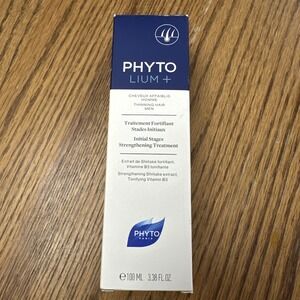 PHYTO
LIUM +
CHEVEUX AFFAIBLIS
HOMME
THINNING HAIR
MEN
Traitement Fortifiant
Stades Initiaux
Initial Stages
Strengthening Treatment
Extrait de Shiitake fortifiant,
Vitamine B3 tonifiante
Strengthening Shiitake extract,
Tonifying Vitamin B3
PHYTO
PARIS
℮ 100 ML 3.38 FL.OZ.